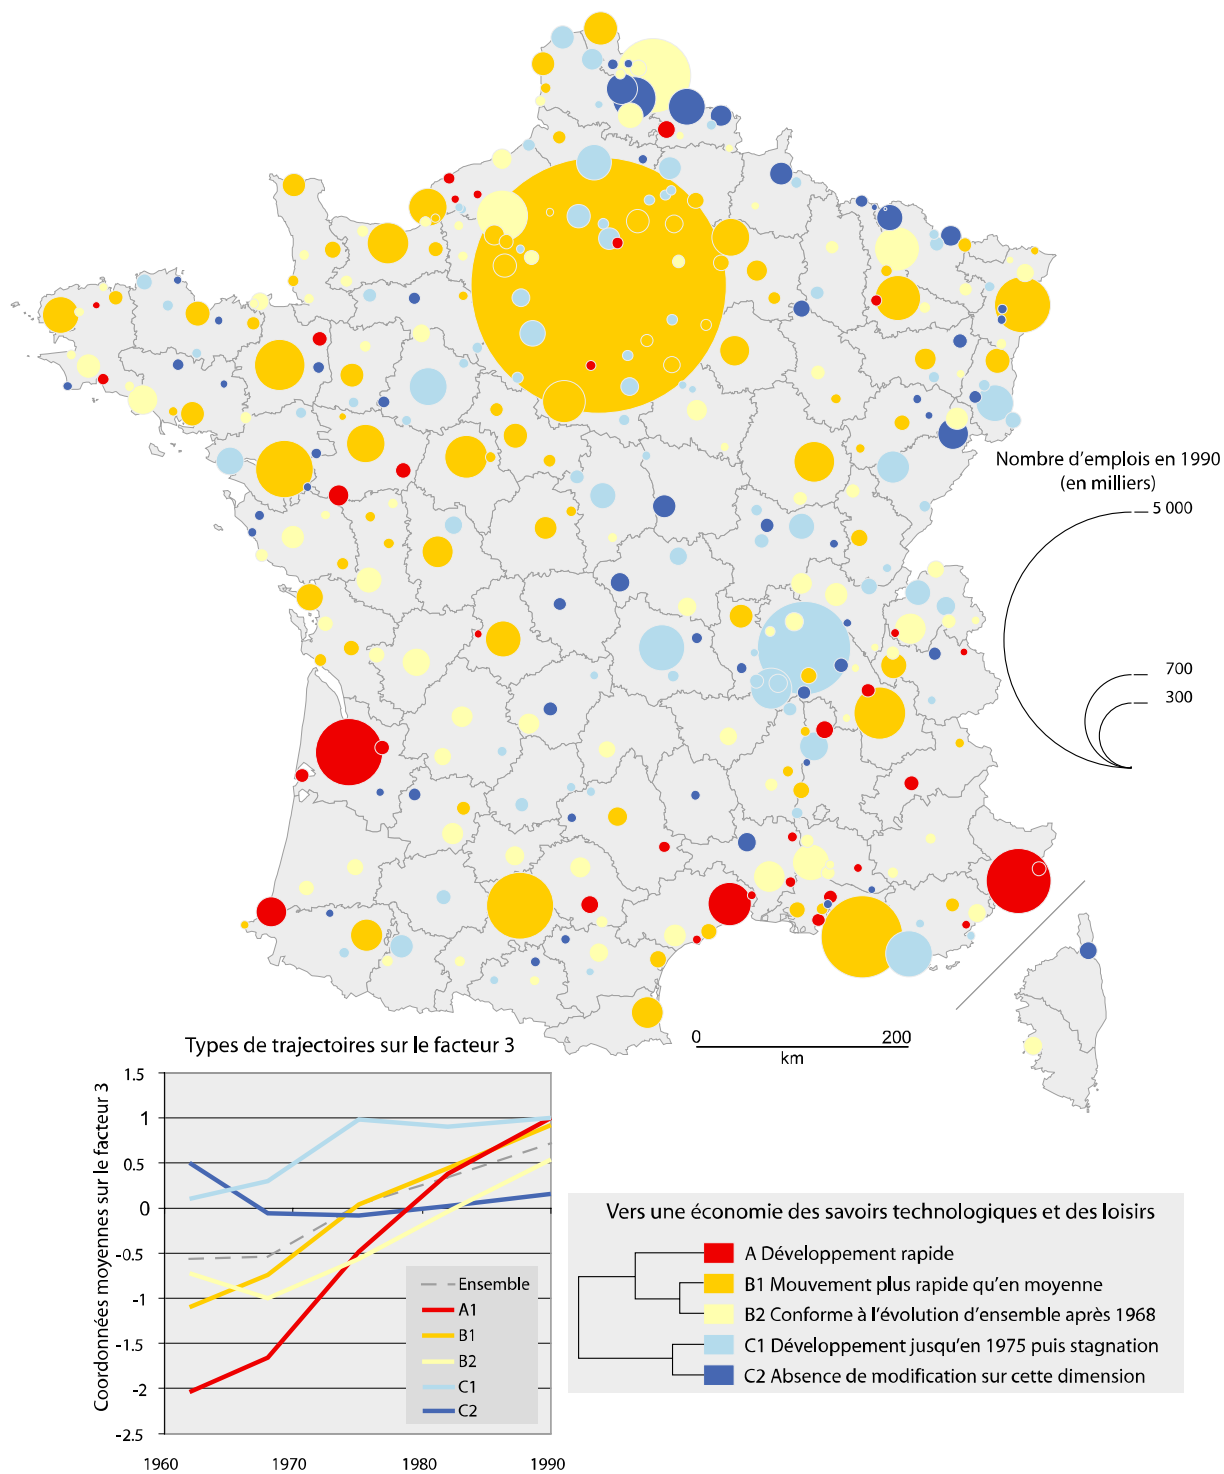 Nombre d'emplois en 1990
(en milliers)
5 000
700
300
0 200
km
Types de trajectoires sur le facteur 3
Coordonnées moyennes sur le facteur 3
1.5
1
0.5
0
-0.5
-1
-1.5
-2
-2.5
1960 1970 1980 1990
Ensemble
A1
B1
B2
C1
C2
Vers une économie des savoirs technologiques et des loisirs
A Développement rapide
B1 Mouvement plus rapide qu'en moyenne
B2 Conforme à l'évolution d'ensemble après 1968
C1 Développement jusqu'en 1975 puis stagnation
C2 Absence de modification sur cette dimension